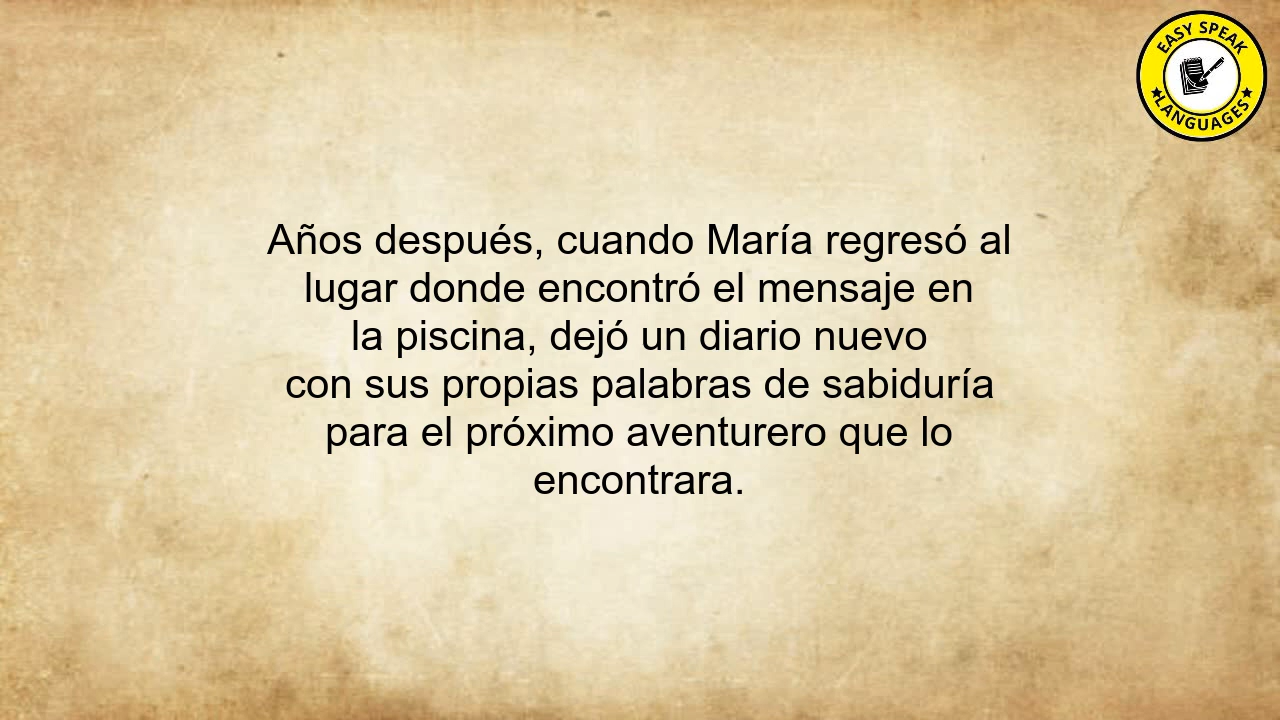 EASY SPEAK
LANGUAGES
Años después, cuando María regresó al
lugar donde encontró el mensaje en
la piscina, dejó un diario nuevo
con sus propias palabras de sabiduría
para el próximo aventurero que lo
encontrara.